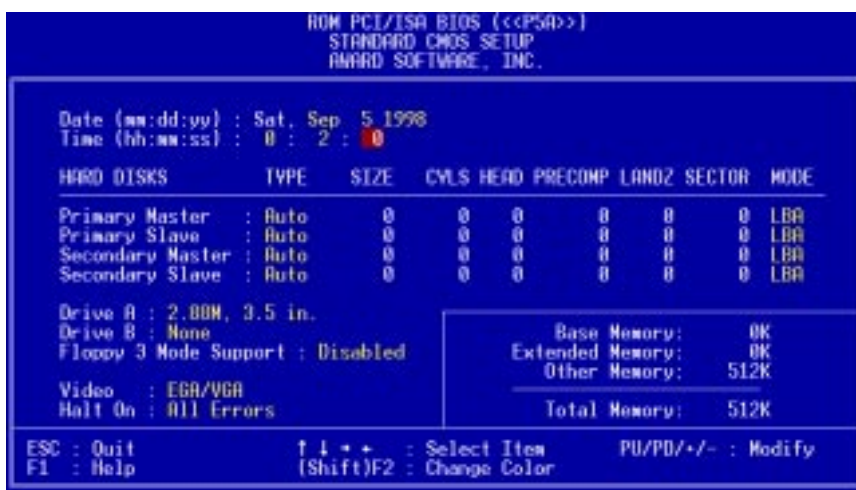 ROM PCI/ISA BIOS (<<P5A>>)
STANDARD CMOS SETUP
AWARD SOFTWARE, INC.
Date (mm:dd:yy) : Sat, Sep 5 1998
Time (hh:mm:ss) : 0 : 2 : 0
HARD DISKS TYPE SIZE CYLS HEAD PRECOMP LANDZ SECTOR MODE
Primary Master : Auto 0 0 0 0 0 0 LBA
Primary Slave : Auto 0 0 0 0 0 0 LBA
Secondary Master : Auto 0 0 0 0 0 0 LBA
Secondary Slave : Auto 0 0 0 0 0 0 LBA
Drive A : 2.88M, 3.5 in.
Drive B : None
Floppy 3 Mode Support : Disabled
Video : EGA/VGA
Halt On : All Errors
Base Memory: 0K
Extended Memory: 0K
Other Memory: 512K
Total Memory: 512K
ESC : Quit ↑ ↓ → ← : Select Item PU/PD/+/- : Modify
F1 : Help (Shift)F2 : Change Color